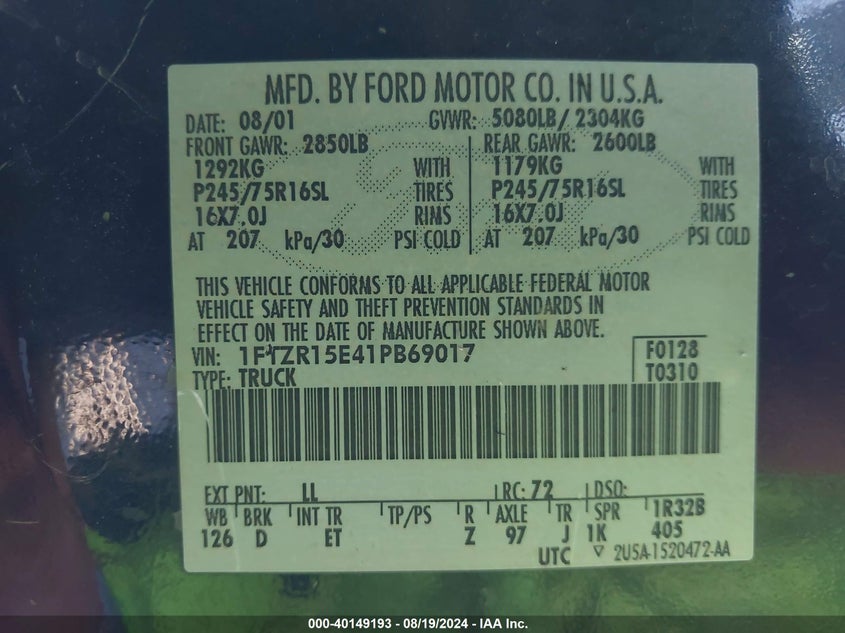 MFD. BY FORD MOTOR CO. IN U.S.A.
DATE: 08/01 GVWR: 5080LB/ 2304KG
FRONT GAWR: 2850LB REAR GAWR: 2600LB
1292KG WITH 1179KG WITH
P245/75R16SL TIRES P245/75R16SL TIRES
16X7.0J RIMS 16X7.0J RIMS
AT 207 kPa/30 PSI COLD AT 207 kPa/30 PSI COLD
THIS VEHICLE CONFORMS TO ALL APPLICABLE FEDERAL MOTOR
VEHICLE SAFETY AND THEFT PREVENTION STANDARDS IN
EFFECT ON THE DATE OF MANUFACTURE SHOWN ABOVE.
VIN: 1FTZR15E41PB69017 F0128
TYPE: TRUCK T0310
EXT PNT: LL RC: 72 DSO:
WB BRK INT TR TP/PS R AXLE TR SPR 1R32B
126 D ET Z 97 J 1K 405
UTC ▽ 2U5A-1520472-AA
000-40149193 - 08/19/2024 - IAA Inc.